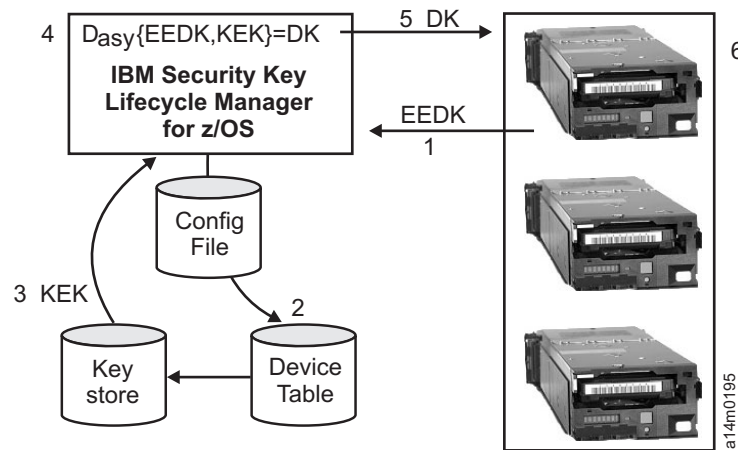 4 Dasy{EEDK,KEK}=DK
IBM Security Key
Lifecycle Manager
for z/OS
5 DK
6
EEDK
1
Config
File
3 KEK
2
Key
store
Device
Table
a14m0195